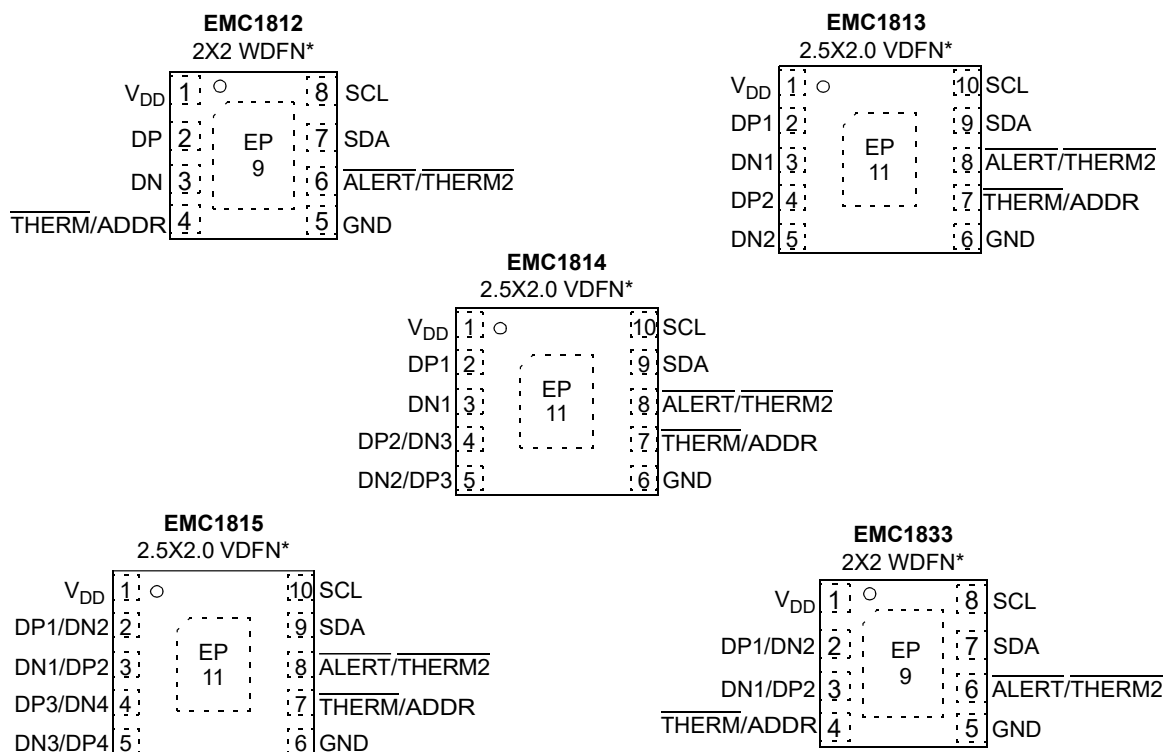 EMC1812
2X2 WDFN*
VDD 1 8 SCL
DP 2 EP 9 7 SDA
DN 3 6 ALERT/THERM2
THERM/ADDR 4 5 GND
EMC1813
2.5X2.0 VDFN*
VDD 1 10 SCL
DP1 2 9 SDA
DN1 3 EP 11 8 ALERT/THERM2
DP2 4 7 THERM/ADDR
DN2 5 6 GND
EMC1814
2.5X2.0 VDFN*
VDD 1 10 SCL
DP1 2 9 SDA
DN1 3 EP 11 8 ALERT/THERM2
DP2/DN3 4 7 THERM/ADDR
DN2/DP3 5 6 GND
EMC1815
2.5X2.0 VDFN*
VDD 1 10 SCL
DP1/DN2 2 9 SDA
DN1/DP2 3 EP 11 8 ALERT/THERM2
DP3/DN4 4 7 THERM/ADDR
DN3/DP4 5 6 GND
EMC1833
2X2 WDFN*
VDD 1 8 SCL
DP1/DN2 2 EP 9 7 SDA
DN1/DP2 3 6 ALERT/THERM2
THERM/ADDR 4 5 GND